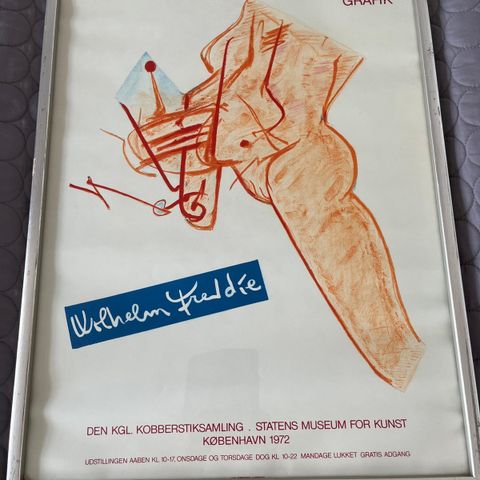 GRAFIK
Wilhelm Freddie
DEN KGL. KOBBERSTIKSAMLING . STATENS MUSEUM FOR KUNST
KØBENHAVN 1972
UDSTILLINGEN AABEN KL 10-17, ONSDAGE OG TORSDAGE DOG KL 10-22 MANDAGE LUKKET GRATIS ADGANG